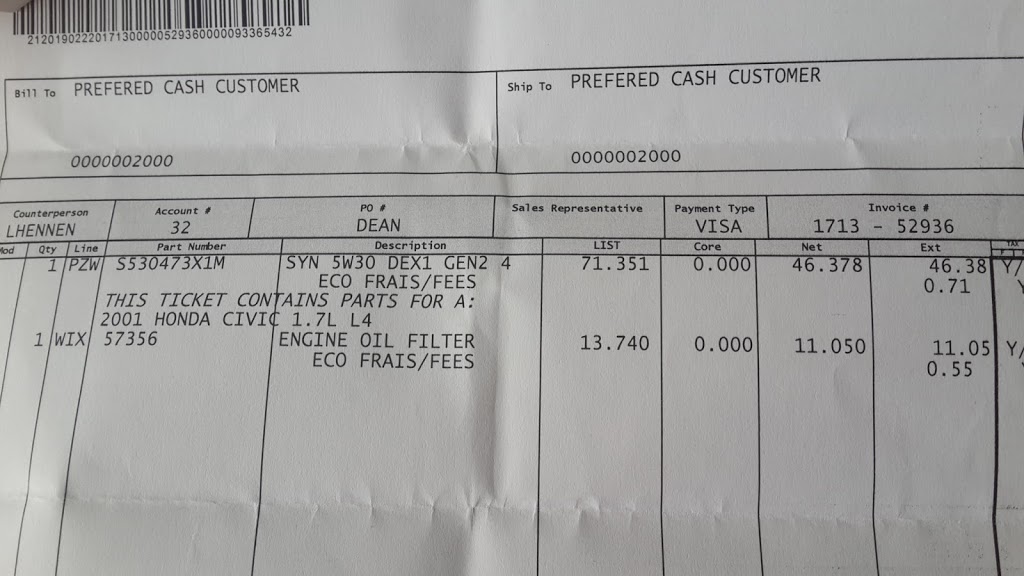 21201902220171300000529360000093365432
Bill To PREFERED CASH CUSTOMER
Ship To PREFERED CASH CUSTOMER
0000002000
0000002000
Counterperson Account # PO # Sales Representative Payment Type Invoice #
LHENNEN 32 DEAN VISA 1713 - 52936
Mod Qty Line Part Number Description LIST Core Net Ext TAX
1 PZW S530473X1M SYN 5W30 DEX1 GEN2 4 71.351 0.000 46.378 46.38 Y/
ECO FRAIS/FEES 0.71 Y
THIS TICKET CONTAINS PARTS FOR A:
2001 HONDA CIVIC 1.7L L4
1 WIX 57356 ENGINE OIL FILTER 13.740 0.000 11.050 11.05 Y/
ECO FRAIS/FEES 0.55